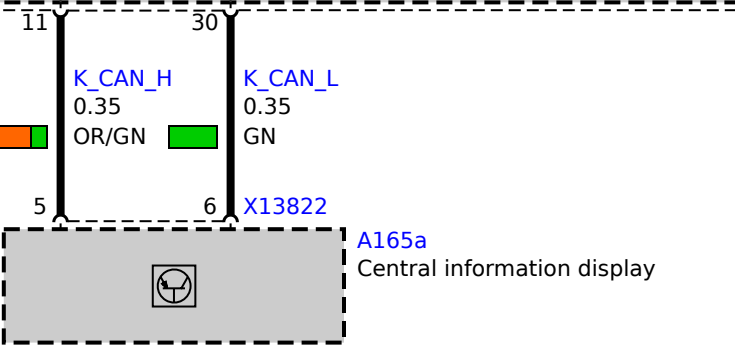 11 30
K_CAN_H K_CAN_L
0.35 0.35
OR/GN GN
5 6 X13822
A165a
Central information display